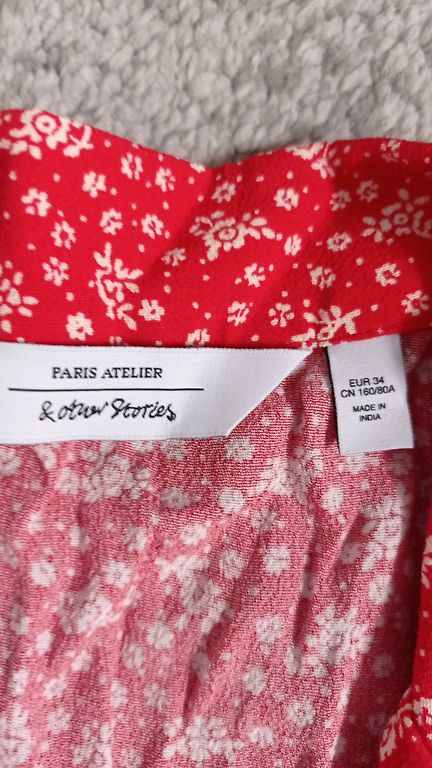 PARIS ATELIER
& other Stories
EUR 34
CN 160/80A
MADE IN
INDIA